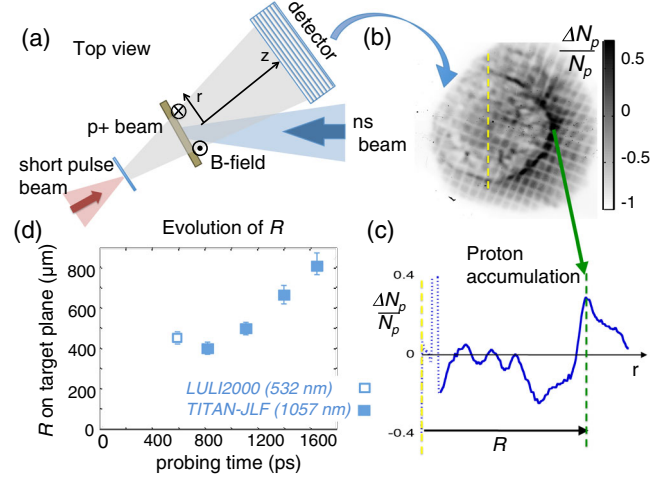 (a)
Top view
z
detector
r
p+ beam
B-field
ns
beam
short pulse
beam
(b)
ΔN_p
N_p
1
0.5
0
-0.5
-1
(d)
Evolution of R
R on target plane (μm)
800
600
400
200
0
0 400 800 1200 1600
probing time (ps)
LULI2000 (532 nm)
TITAN-JLF (1057 nm)
(c)
Proton
accumulation
0.4
ΔN_p
N_p
0
-0.4
r
R